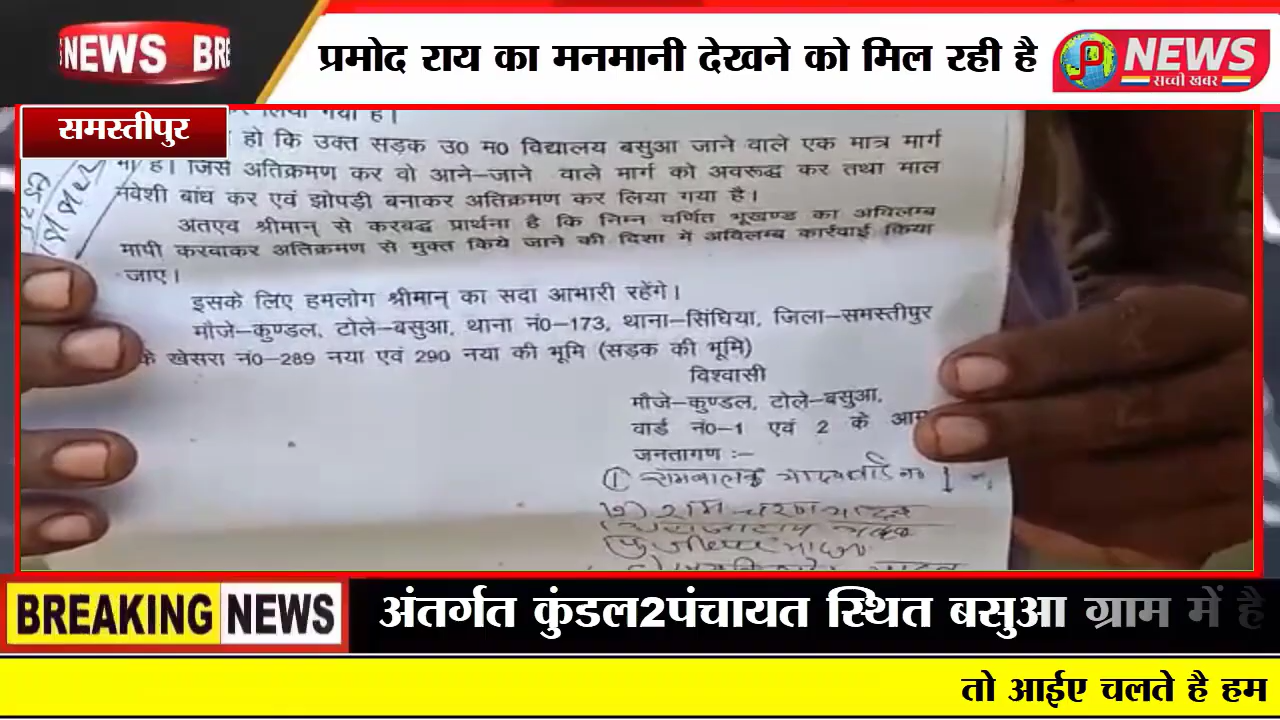 NEWS BRE
प्रमोद राय का मनमानी देखने को मिल रही है
NEWS
सच्ची खबर
समस्तीपुर
लिया गया है।
हो कि उक्त सड़क उ0 म0 विद्यालय बसुआ जाने वाले एक मात्र मार्ग
है। जिसे अतिक्रमण कर वो आने-जाने वाले मार्ग को अवरूद्ध कर तथा माल
मवेशी बांध कर एवं झोपड़ी बनाकर अतिक्रमण कर लिया गया है।
अतएव श्रीमान् से करबद्ध प्रार्थना है कि निम्न वर्णित भूखण्ड का अविलम्ब
मापी करवाकर अतिक्रमण से मुक्त किये जाने की दिशा में अविलम्ब कार्रवाई किया
जाए।
इसके लिए हमलोग श्रीमान् का सदा आभारी रहेंगे।
मौजे-कुण्डल, टोले-बसुआ, थाना नं0-173, थाना-सिंघिया, जिला-समस्तीपुर
के खेसरा नं0-289 नया एवं 290 नया की भूमि (सड़क की भूमि)
विश्वासी
मौजे-कुण्डल, टोले-बसुआ,
वार्ड नं0-1 एवं 2 के आम
जनतागण :-
BREAKING NEWS
अंतर्गत कुंडल2पंचायत स्थित बसुआ ग्राम में है
तो आईए चलते है हम